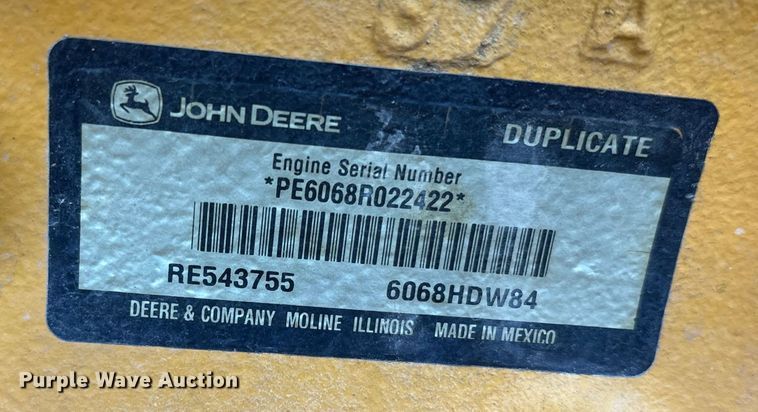 7 A
JOHN DEERE
DUPLICATE
Engine Serial Number
*PE6068R022422*
RE543755 6068HDW84
DEERE & COMPANY MOLINE ILLINOIS MADE IN MEXICO
Purple Wave Auction